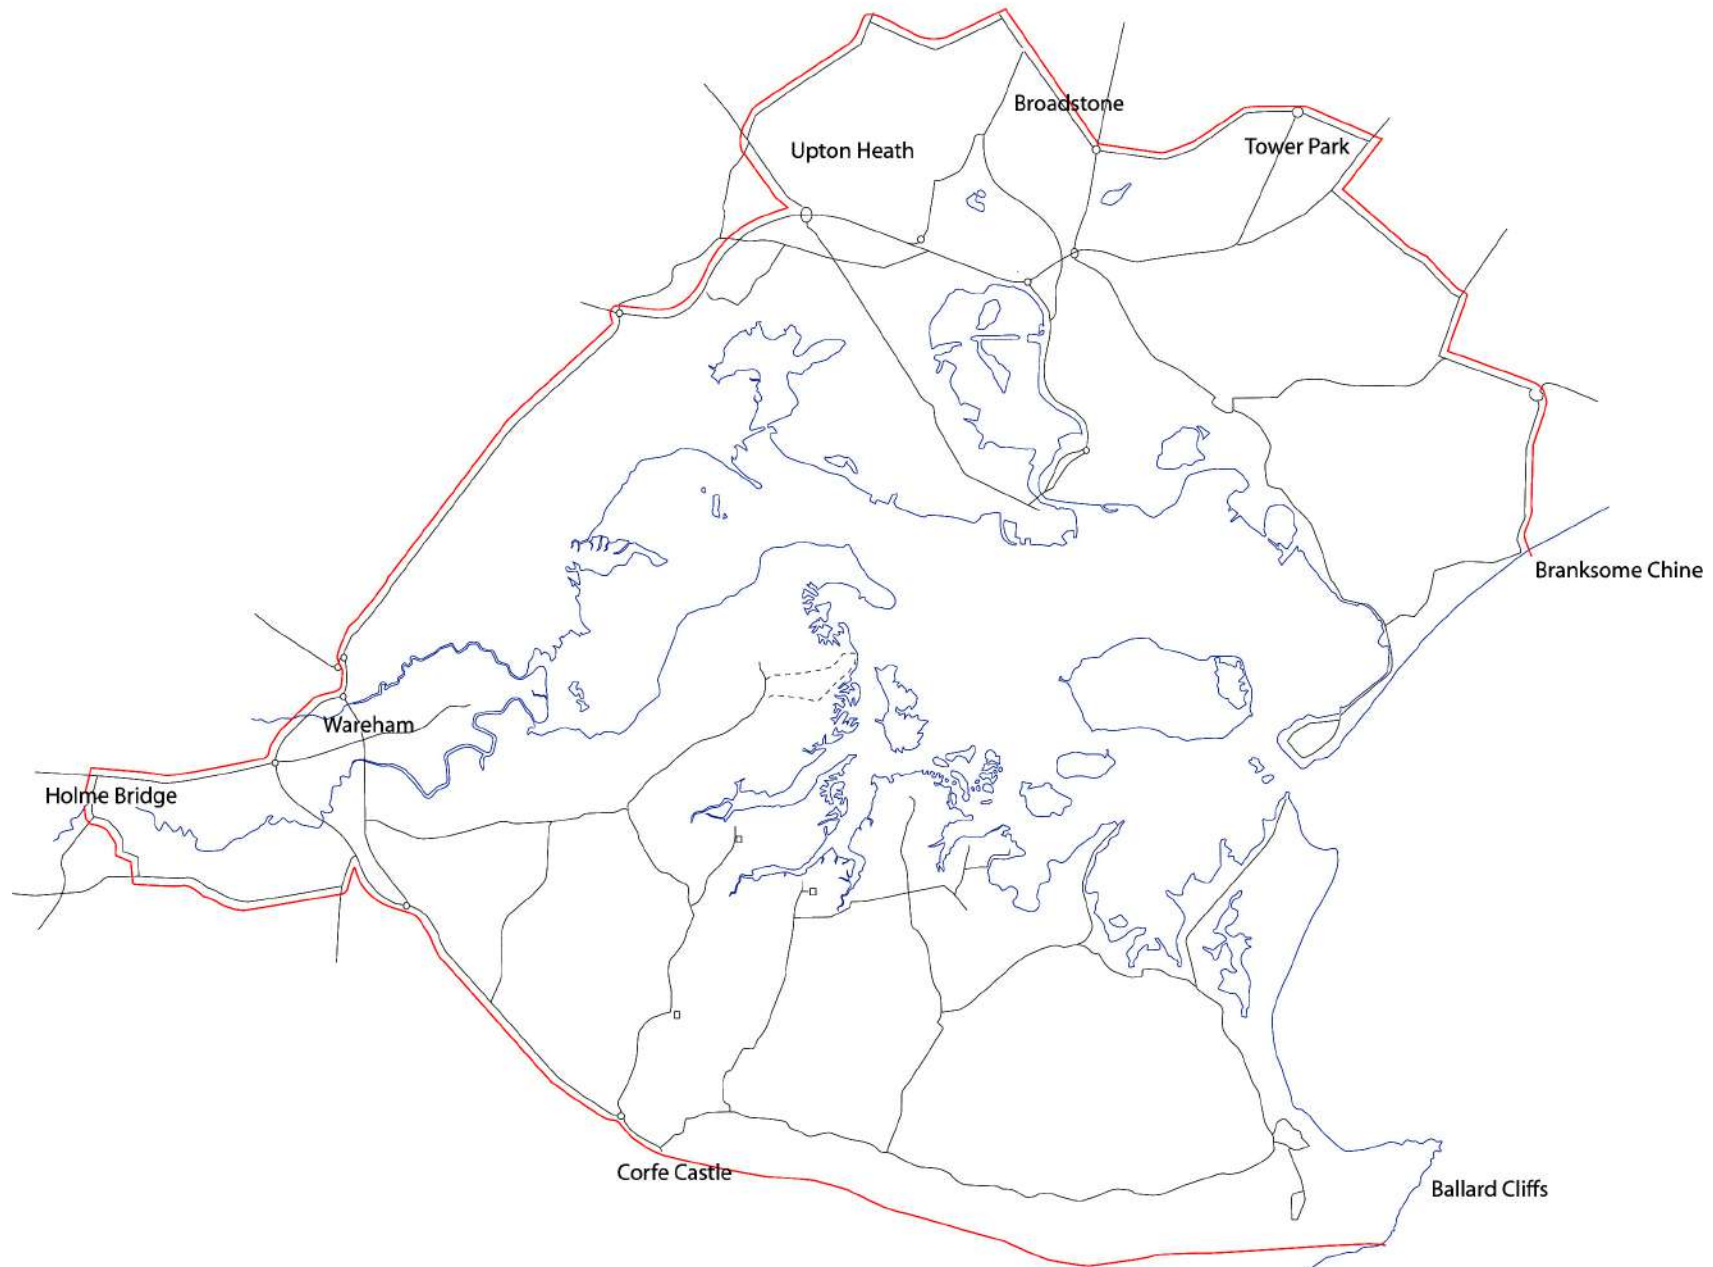 Broadstone
Upton Heath
Tower Park
Branksome Chine
Wareham
Holme Bridge
Corfe Castle
Ballard Cliffs